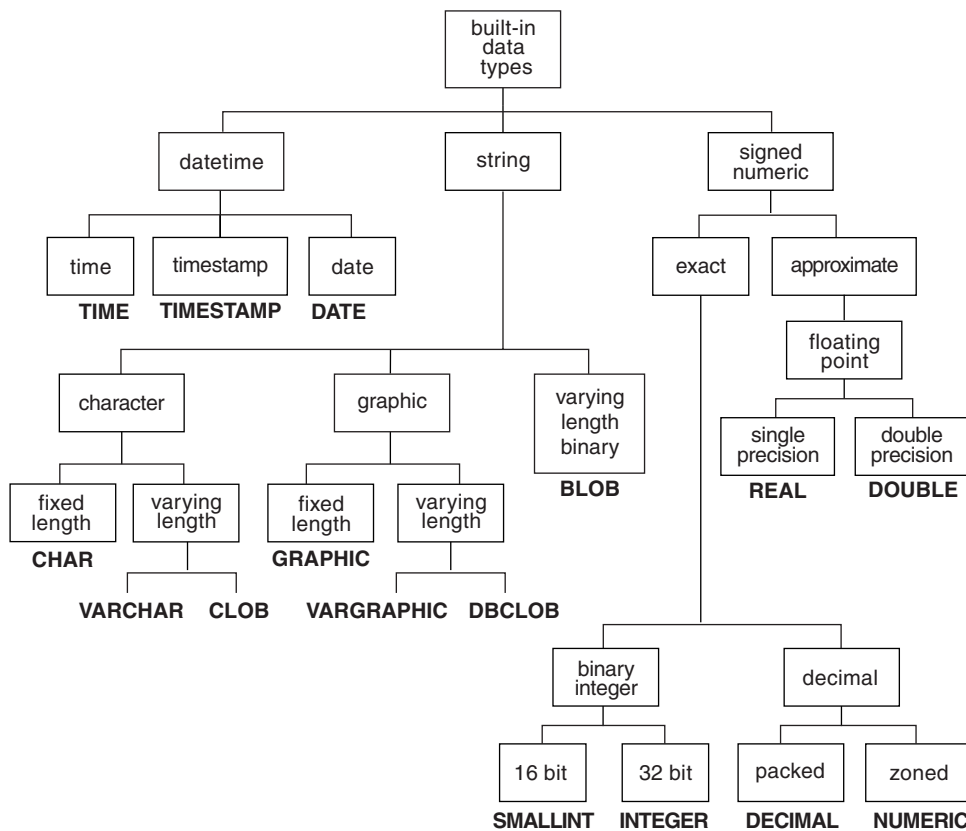 built-in
data
types
datetime
string
signed
numeric
time
timestamp
date
exact
approximate
TIME
TIMESTAMP
DATE
floating
point
character
graphic
varying
length
binary
single
precision
double
precision
BLOB
REAL
DOUBLE
fixed
length
varying
length
fixed
length
varying
length
CHAR
GRAPHIC
VARCHAR
CLOB
VARGRAPHIC
DBCLOB
binary
integer
decimal
16 bit
32 bit
packed
zoned
SMALLINT
INTEGER
DECIMAL
NUMERIC